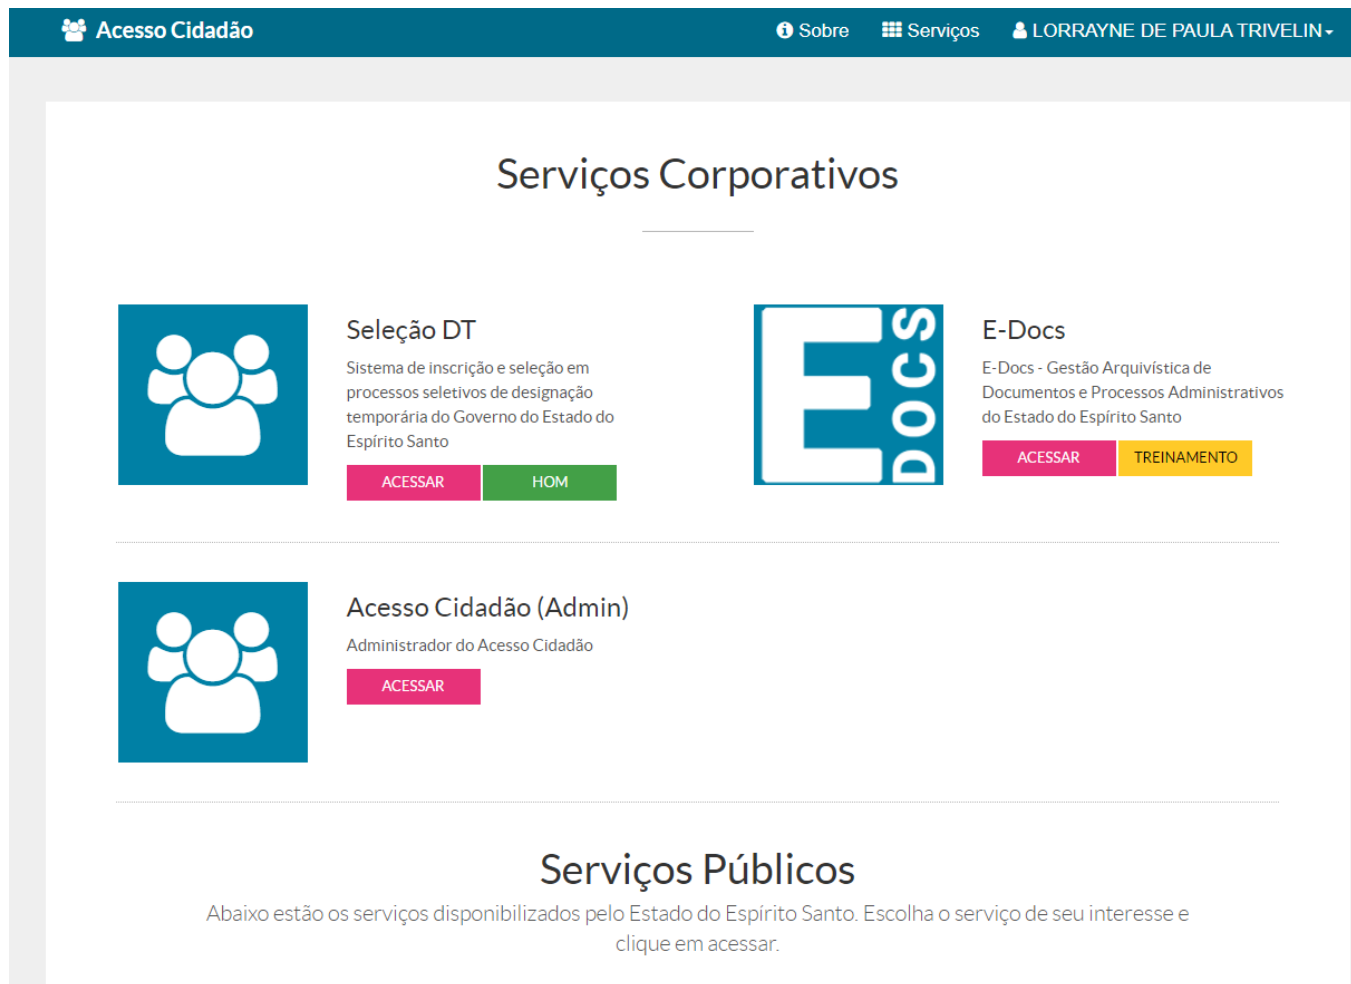 Acesso Cidadão
Sobre
Serviços
LORRAYNE DE PAULA TRIVELIN
Serviços Corporativos
Seleção DT
Sistema de inscrição e seleção em
processos seletivos de designação
temporária do Governo do Estado do
Espírito Santo
ACESSAR
HOM
E DOCS
E-Docs
E-Docs - Gestão Arquivística de
Documentos e Processos Administrativos
do Estado do Espírito Santo
ACESSAR
TREINAMENTO
Acesso Cidadão (Admin)
Administrador do Acesso Cidadão
ACESSAR
Serviços Públicos
Abaixo estão os serviços disponibilizados pelo Estado do Espírito Santo. Escolha o serviço de seu interesse e
clique em acessar.